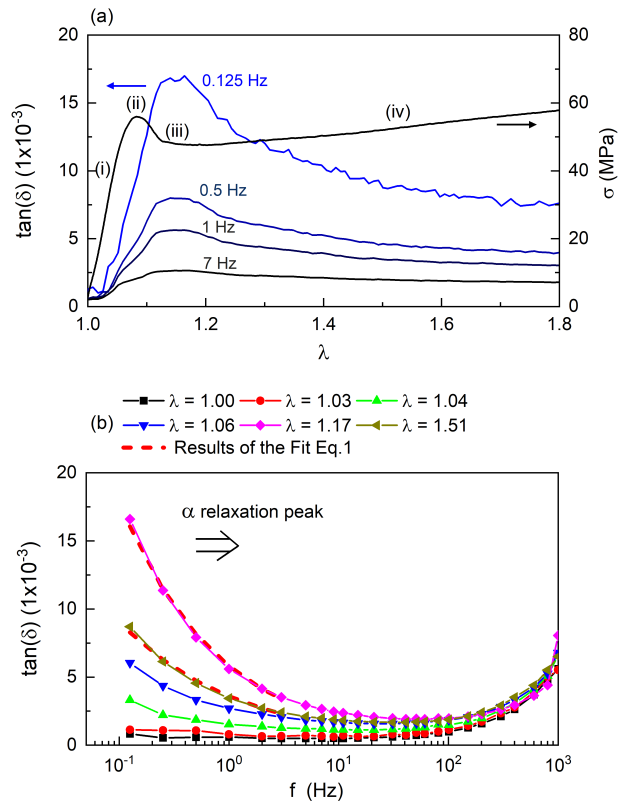 (a)
20 80
15 60
10 40
5 20
0 0
1.0 1.2 1.4 1.6 1.8
tan(δ) (1x10⁻³)
σ (MPa)
λ
0.125 Hz
(ii)
(i)
(iii)
(iv)
0.5 Hz
1 Hz
7 Hz
λ = 1.00 λ = 1.03 λ = 1.04
(b) λ = 1.06 λ = 1.17 λ = 1.51
Results of the Fit Eq.1
20
15
10
5
0
α relaxation peak
tan(δ) (1x10⁻³)
10⁻¹ 10⁰ 10¹ 10² 10³
f (Hz)